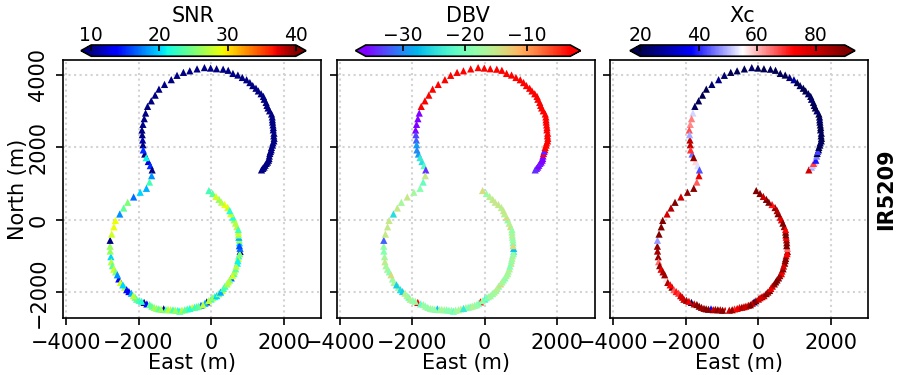 SNR DBV Xc
10 20 30 40 −30 −20 −10 20 40 60 80
4000
2000
0
−2000
North (m)
IR5209
−4000 −2000 0 2000 −4000 −2000 0 2000 −4000 −2000 0 2000
East (m) East (m) East (m)